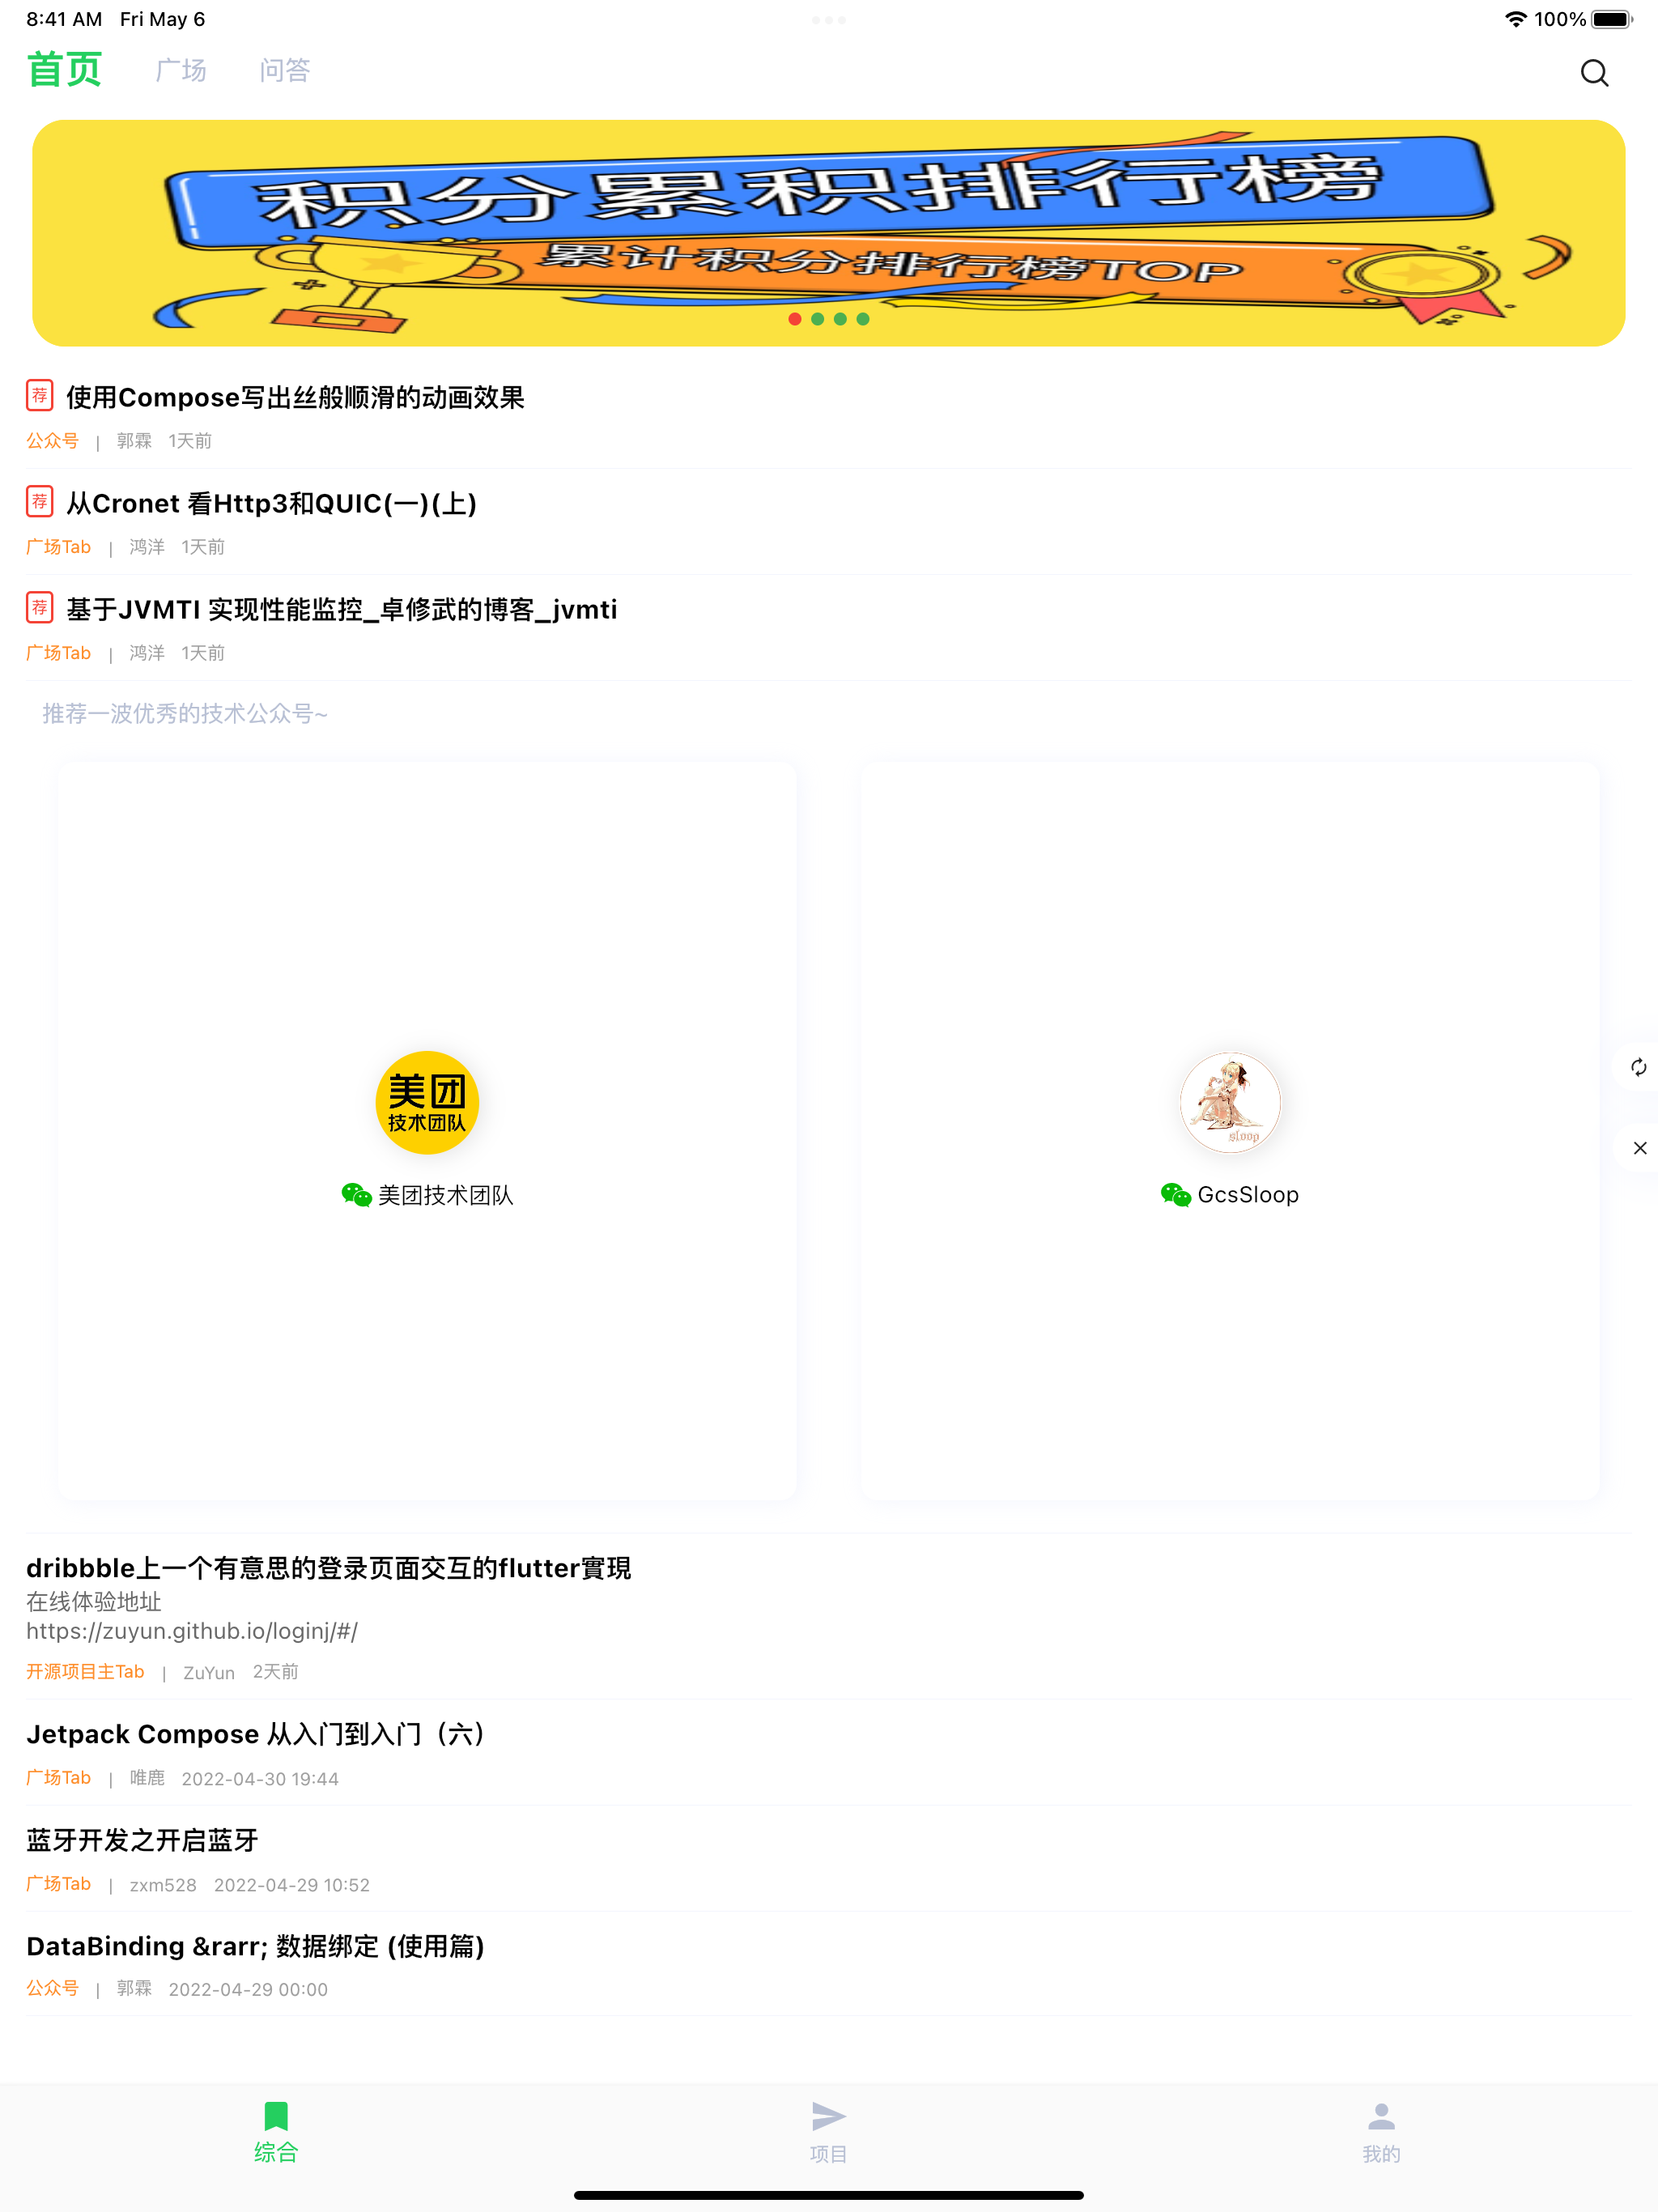 8:41 AM Fri May 6
100%
首页 广场 问答
积分累积排行榜
累计积分排行榜TOP
荐 使用Compose写出丝般顺滑的动画效果
公众号 | 郭霖 1天前
荐 从Cronet 看Http3和QUIC(一)(上)
广场Tab | 鸿洋 1天前
荐 基于JVMTI 实现性能监控_卓修武的博客_jvmti
广场Tab | 鸿洋 1天前
推荐一波优秀的技术公众号~
美团
技术团队
美团技术团队
sloop
GcsSloop
dribbble上一个有意思的登录页面交互的flutter實現
在线体验地址
https://zuyun.github.io/loginj/#/
开源项目主Tab | ZuYun 2天前
Jetpack Compose 从入门到入门（六）
广场Tab | 唯鹿 2022-04-30 19:44
蓝牙开发之开启蓝牙
广场Tab | zxm528 2022-04-29 10:52
DataBinding &rarr; 数据绑定 (使用篇)
公众号 | 郭霖 2022-04-29 00:00
综合 项目 我的